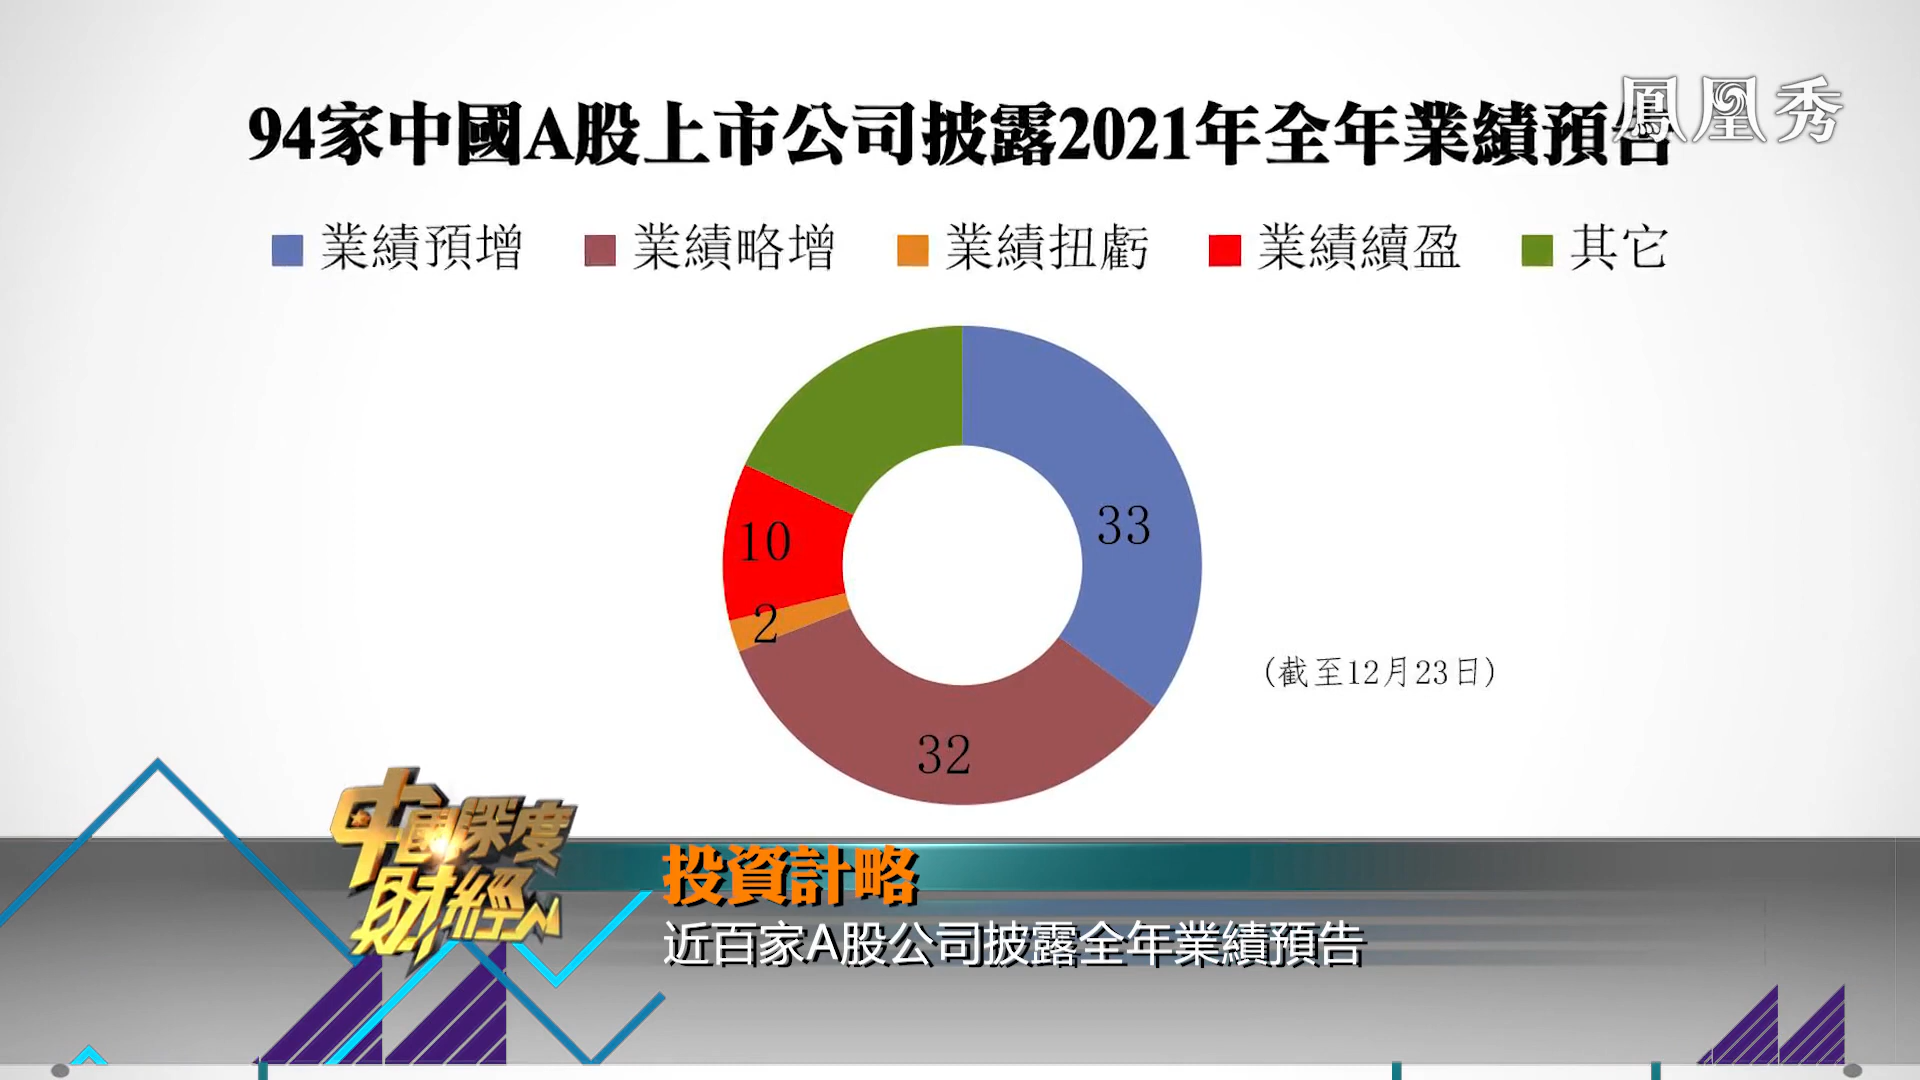 鳳凰秀
94家中國A股上市公司披露2021年全年業績預告
業績預增 業績略增 業績扭虧 業績續盈 其它
33
10
2
32
(截至12月23日)
中國深度
財經
投資計略
近百家A股公司披露全年業績預告